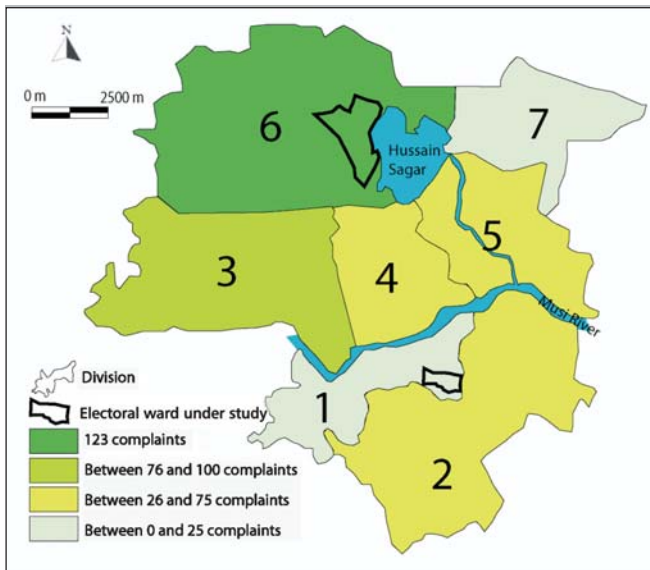 N
0 m 2500 m
6
7
Hussain
Sagar
5
3
4
Musi River
1
2
Division
Electoral ward under study
123 complaints
Between 76 and 100 complaints
Between 26 and 75 complaints
Between 0 and 25 complaints